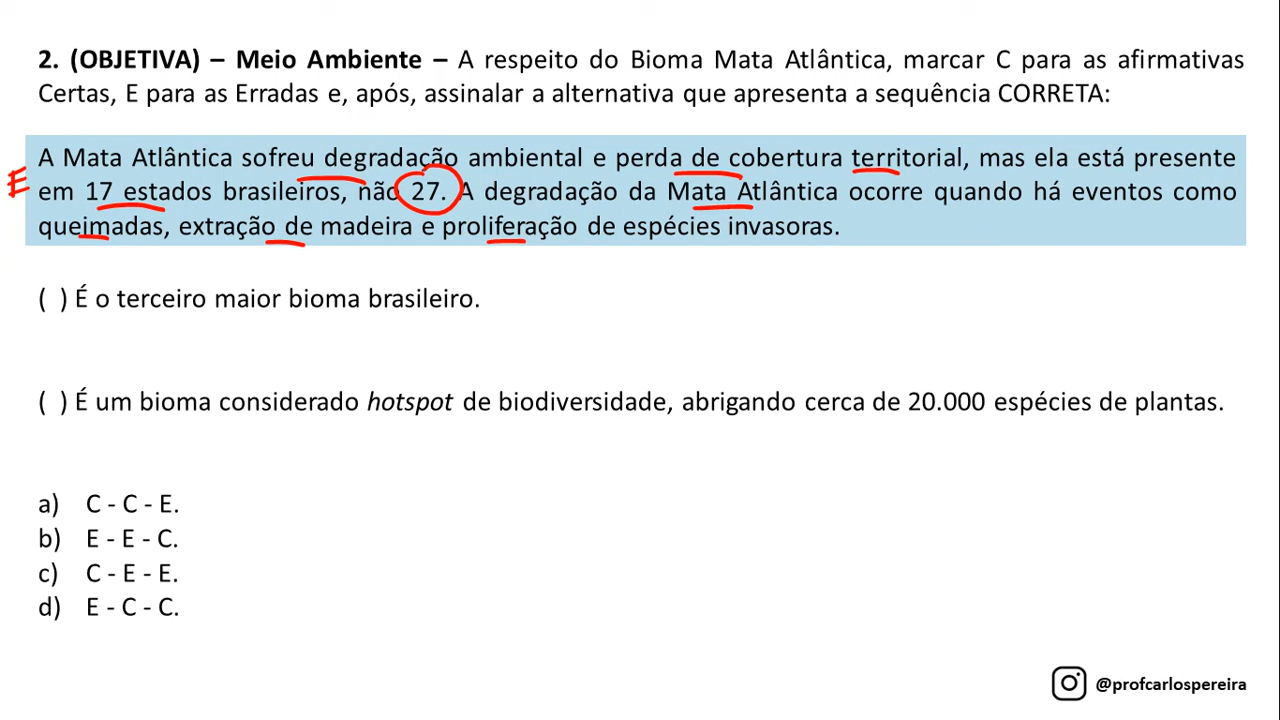 2. (OBJETIVA) – Meio Ambiente – A respeito do Bioma Mata Atlântica, marcar C para as afirmativas
Certas, E para as Erradas e, após, assinalar a alternativa que apresenta a sequência CORRETA:
A Mata Atlântica sofreu degradação ambiental e perda de cobertura territorial, mas ela está presente
E em 17 estados brasileiros, não 27. A degradação da Mata Atlântica ocorre quando há eventos como
queimadas, extração de madeira e proliferação de espécies invasoras.
( ) É o terceiro maior bioma brasileiro.
( ) É um bioma considerado hotspot de biodiversidade, abrigando cerca de 20.000 espécies de plantas.
a) C - C - E.
b) E - E - C.
c) C - E - E.
d) E - C - C.
@profcarlospereira